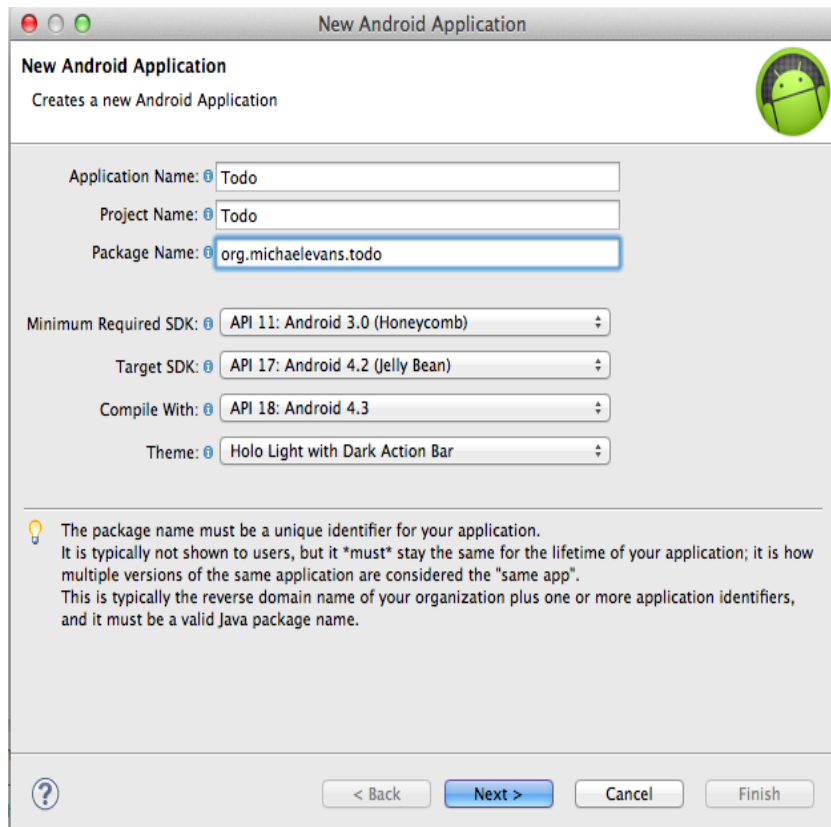 New Android Application
New Android Application
Creates a new Android Application
Application Name: Todo
Project Name: Todo
Package Name: org.michaelevans.todo
Minimum Required SDK: API 11: Android 3.0 (Honeycomb)
Target SDK: API 17: Android 4.2 (Jelly Bean)
Compile With: API 18: Android 4.3
Theme: Holo Light with Dark Action Bar
The package name must be a unique identifier for your application.
It is typically not shown to users, but it *must* stay the same for the lifetime of your application; it is how
multiple versions of the same application are considered the "same app".
This is typically the reverse domain name of your organization plus one or more application identifiers,
and it must be a valid Java package name.
? < Back Next > Cancel Finish